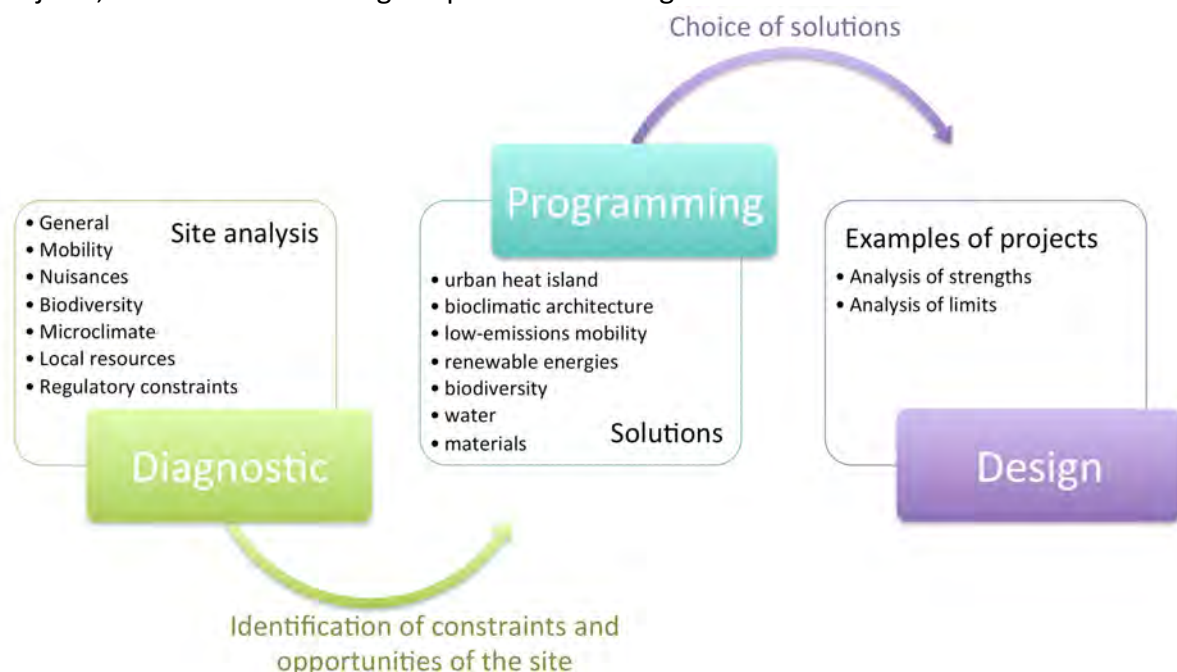 Choice of solutions
Site analysis
• General
• Mobility
• Nuisances
• Biodiversity
• Microclimate
• Local resources
• Regulatory constraints
Diagnostic
Identification of constraints and
opportunities of the site
Programming
• urban heat island
• bioclimatic architecture
• low-emissions mobility
• renewable energies
• biodiversity
• water
• materials
Solutions
Examples of projects
• Analysis of strengths
• Analysis of limits
Design